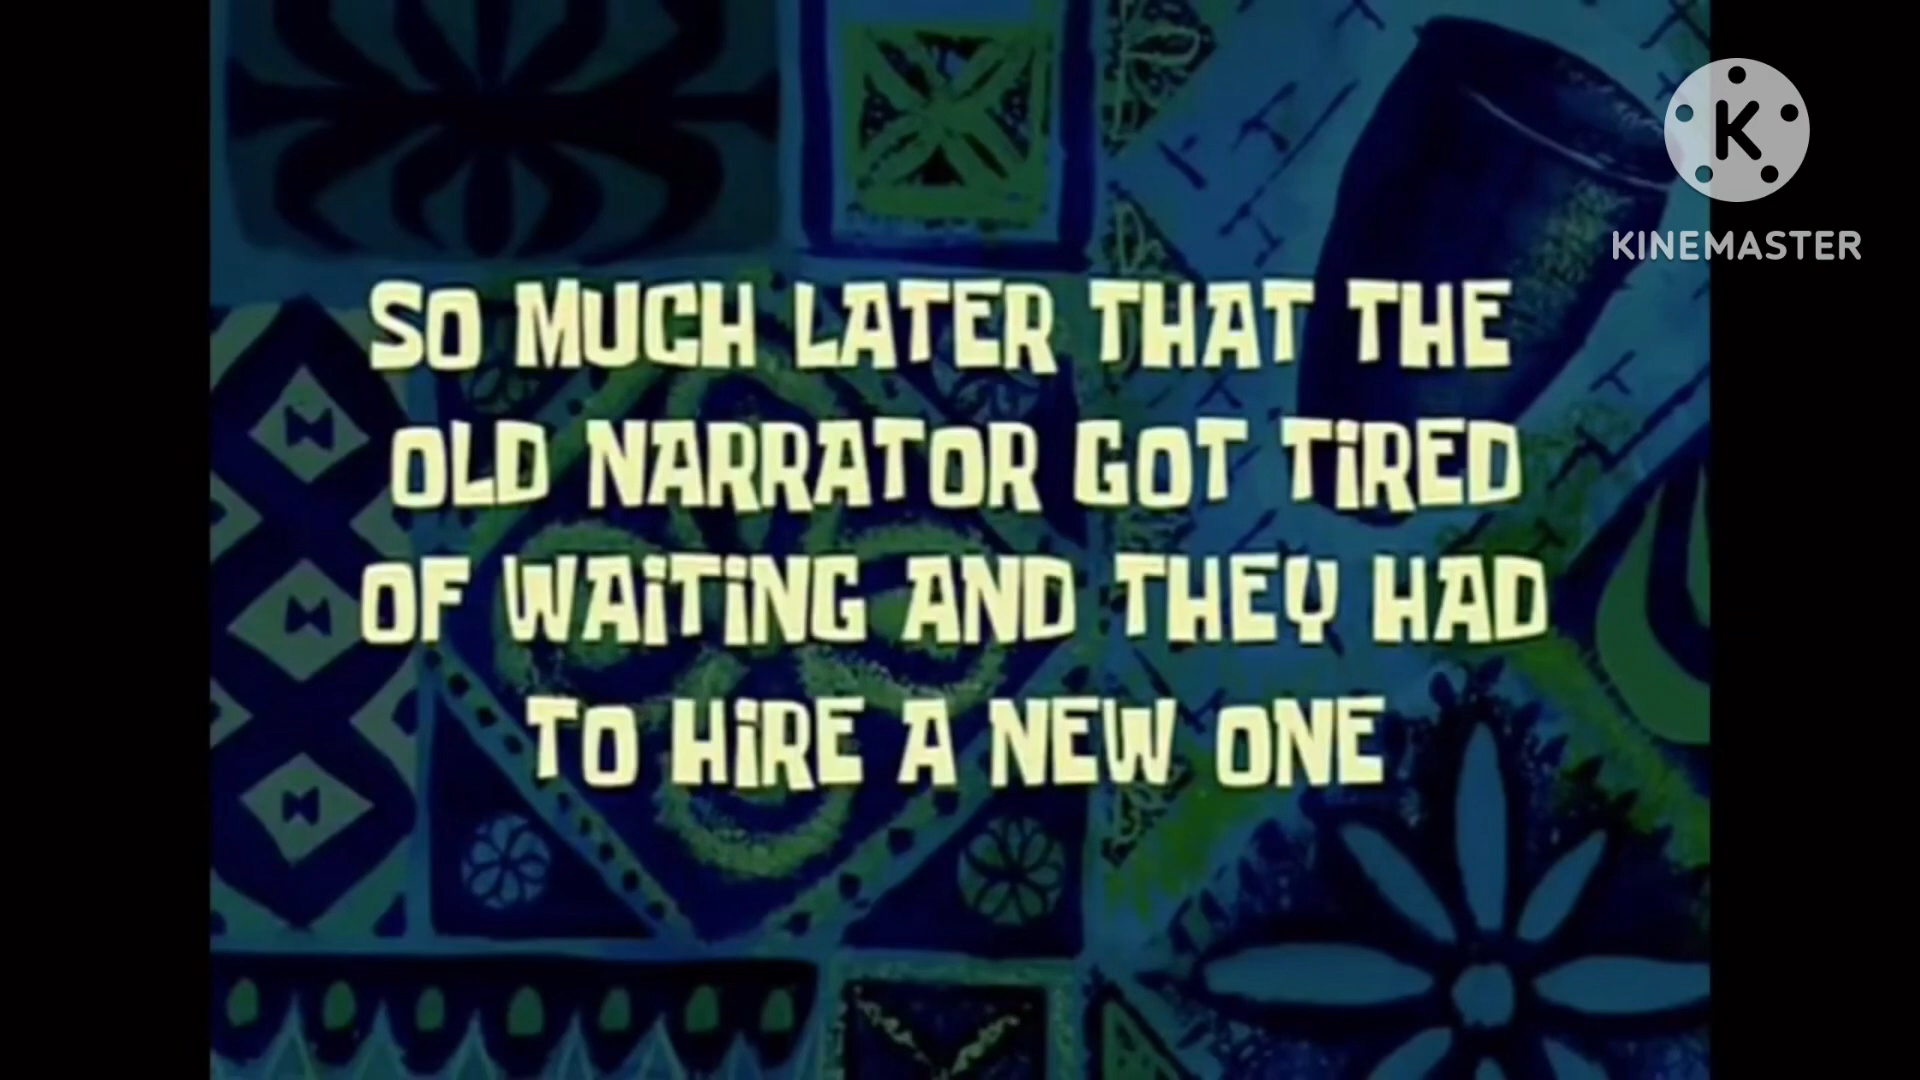 SO MUCH LATER THAT THE
OLD NARRATOR GOT TIRED
OF WAITING AND THEY HAD
TO HIRE A NEW ONE
K
KINEMASTER